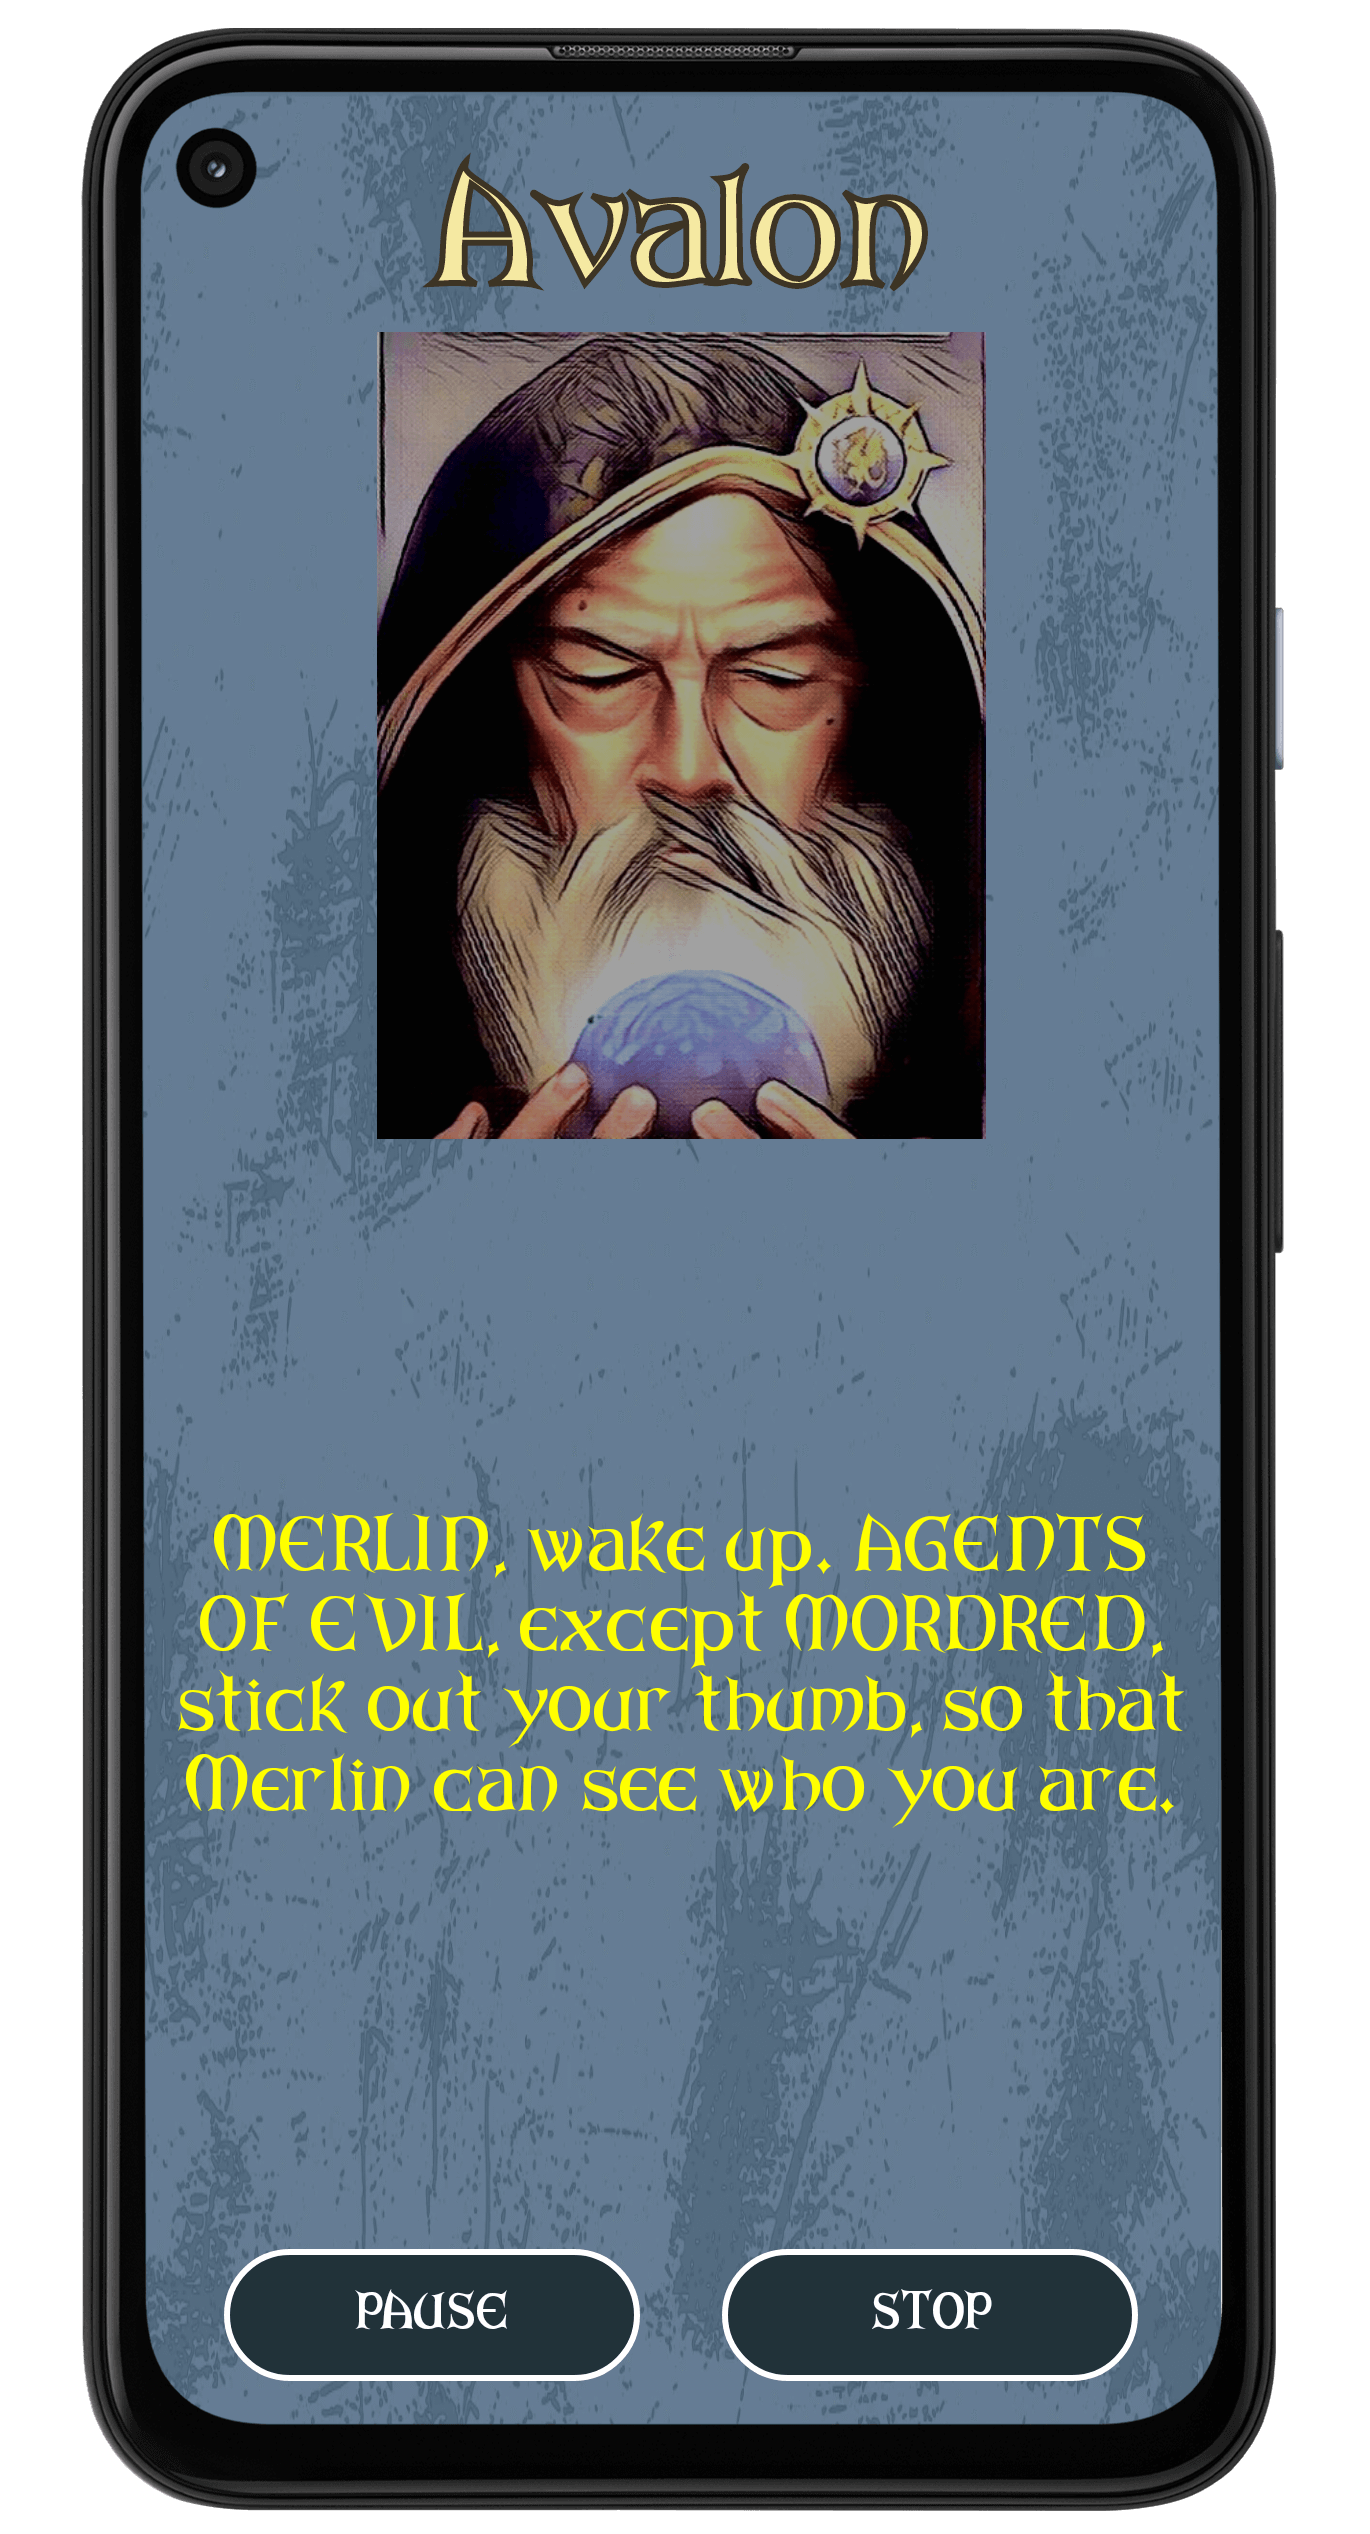 Avalon
MERLIN, wake up. AGENTS
OF EVIL, except MORDRED,
stick out your thumb, so that
Merlin can see who you are.
PAUSE
STOP